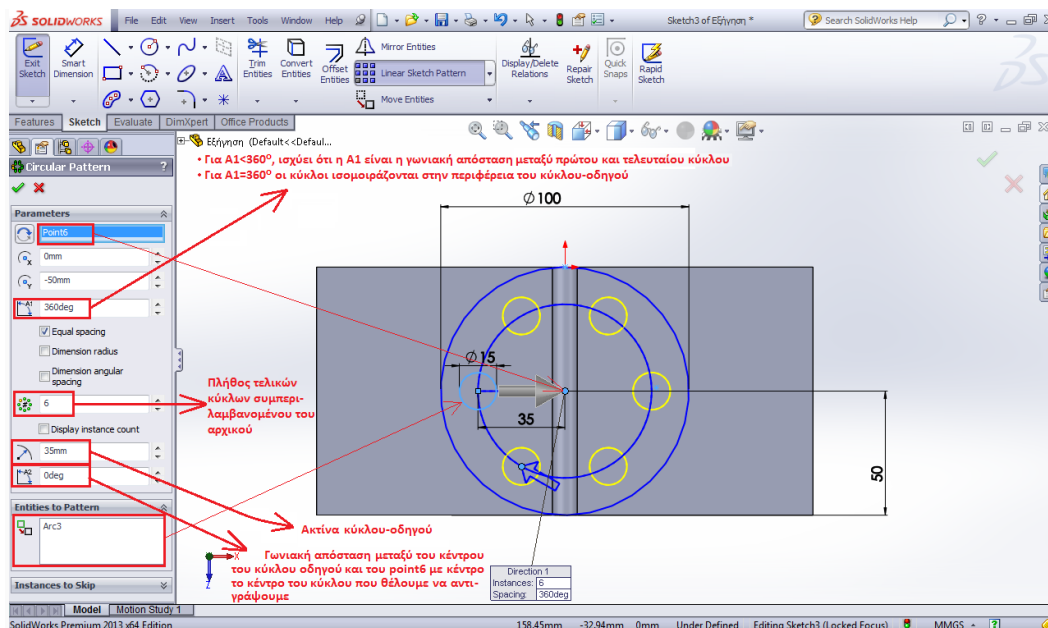 SOLIDWORKS File Edit View Insert Tools Window Help Sketch3 of Εξήγηση * Search SolidWorks Help
Exit Sketch
Smart Dimension
Trim Entities
Convert Entities
Offset Entities
Mirror Entities
Linear Sketch Pattern
Move Entities
Display/Delete Relations
Repair Sketch
Quick Snaps
Rapid Sketch
Features Sketch Evaluate DimXpert Office Products
Εξήγηση (Default<<Defaul...
• Για Α1<360⁰, ισχύει ότι η Α1 είναι η γωνιακή απόσταση μεταξύ πρώτου και τελευταίου κύκλου
• Για Α1=360⁰ οι κύκλοι ισομοιράζονται στην περιφέρεια του κύκλου-οδηγού
Circular Pattern ?
Parameters
Point6
0mm
-50mm
A1 360deg
Equal spacing
Dimension radius
Dimension angular
spacing
6
Display instance count
35mm
A2 0deg
Entities to Pattern
Arc3
Instances to Skip
Πλήθος τελικών
κύκλων συμπερι-
λαμβανομένου του
αρχικού
Ακτίνα κύκλου-οδηγού
Γωνιακή απόσταση μεταξύ του κέντρου
του κύκλου οδηγού και του point6 με κέντρο
το κέντρο του κύκλου που θέλουμε να αντι-
γράψουμε
Ø100
Ø15
35
50
X
Z
Direction 1
Instances: 6
Spacing: 360deg
Model Motion Study 1
SolidWorks Premium 2013 x64 Edition 158.45mm -32.94mm 0mm Under Defined Editing Sketch3 (Locked Focus) MMGS